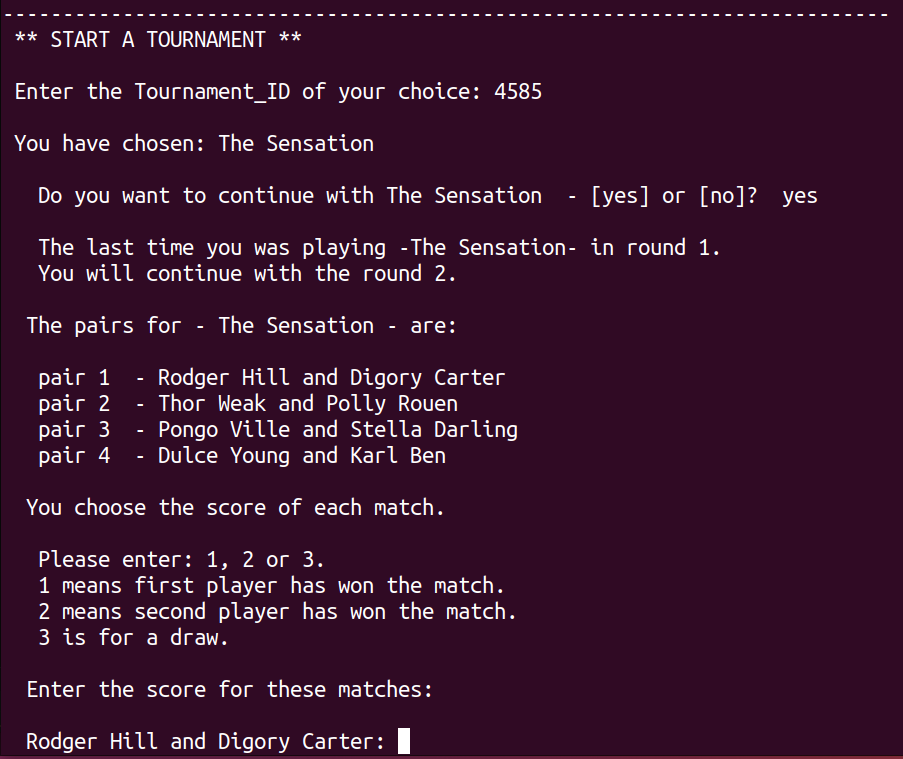 --------------------------------------------------------------------------
** START A TOURNAMENT **
Enter the Tournament_ID of your choice: 4585
You have chosen: The Sensation
Do you want to continue with The Sensation  - [yes] or [no]?  yes
The last time you was playing -The Sensation- in round 1.
You will continue with the round 2.
The pairs for - The Sensation - are:
pair 1  - Rodger Hill and Digory Carter
pair 2  - Thor Weak and Polly Rouen
pair 3  - Pongo Ville and Stella Darling
pair 4  - Dulce Young and Karl Ben
You choose the score of each match.
Please enter: 1, 2 or 3.
1 means first player has won the match.
2 means second player has won the match.
3 is for a draw.
Enter the score for these matches:
Rodger Hill and Digory Carter: